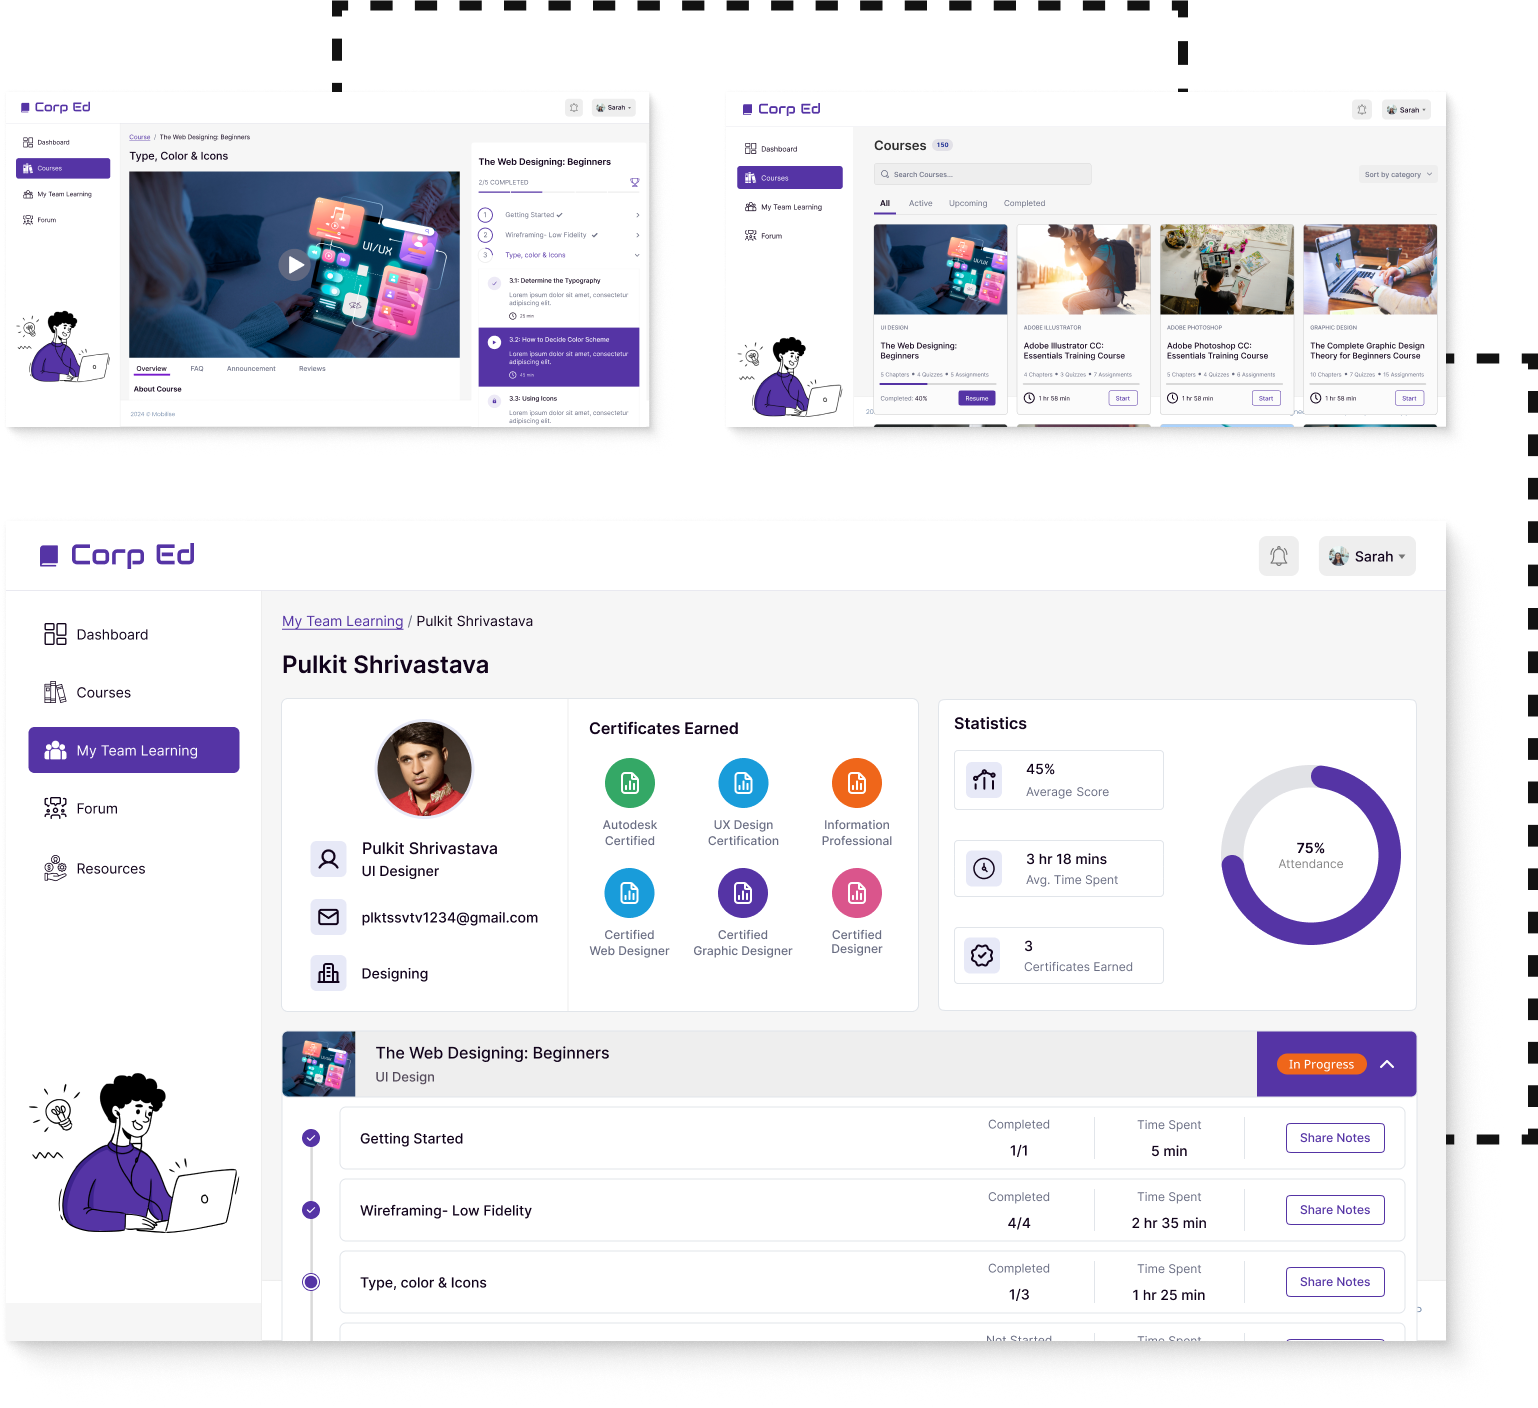 Corp Ed
Sarah
Dashboard
Courses
My Team Learning
Forum
Course / The Web Designing: Beginners
Type, Color & Icons
UI/UX
Overview
FAQ
Announcement
Reviews
About Course
2024 © Mobitise
The Web Designing: Beginners
2/5 COMPLETED
1
Getting Started
2
Wireframing- Low Fidelity
3
Type, color & Icons
3.1: Determine the Typography
Lorem ipsum dolor sit amet, consectetur
adipiscing elit.
25 min
3.2: How to Decide Color Scheme
Lorem ipsum dolor sit amet, consectetur
adipiscing elit.
45 min
3.3: Using Icons
Lorem ipsum dolor sit amet, consectetur
adipiscing elit.
Corp Ed
Sarah
Dashboard
Courses
My Team Learning
Forum
Courses 150
Search Courses...
Sort by category
All
Active
Upcoming
Completed
UI/UX
UI DESIGN
The Web Designing:
Beginners
5 Chapters • 4 Quizzes • 5 Assignments
Completed: 40%
Resume
ADOBE ILLUSTRATOR
Adobe Illustrator CC:
Essentials Training Course
4 Chapters • 3 Quizzes • 7 Assignments
1 hr 58 min
Start
ADOBE PHOTOSHOP
Adobe Photoshop CC:
Essentials Training Course
5 Chapters • 4 Quizzes • 6 Assignments
1 hr 58 min
Start
GRAPHIC DESIGN
The Complete Graphic Design
Theory for Beginners Course
10 Chapters • 7 Quizzes • 15 Assignments
1 hr 58 min
Start
Corp Ed
Sarah
Dashboard
Courses
My Team Learning
Forum
Resources
My Team Learning / Pulkit Shrivastava
Pulkit Shrivastava
Pulkit Shrivastava
UI Designer
plktssvtv1234@gmail.com
Designing
Certificates Earned
Autodesk
Certified
UX Design
Certification
Information
Professional
Certified
Web Designer
Certified
Graphic Designer
Certified
Designer
Statistics
45%
Average Score
3 hr 18 mins
Avg. Time Spent
3
Certificates Earned
75%
Attendance
The Web Designing: Beginners
UI Design
In Progress
Getting Started
Completed
1/1
Time Spent
5 min
Share Notes
Wireframing- Low Fidelity
Completed
4/4
Time Spent
2 hr 35 min
Share Notes
Type, color & Icons
Completed
1/3
Time Spent
1 hr 25 min
Share Notes
Not Started
Time Spent